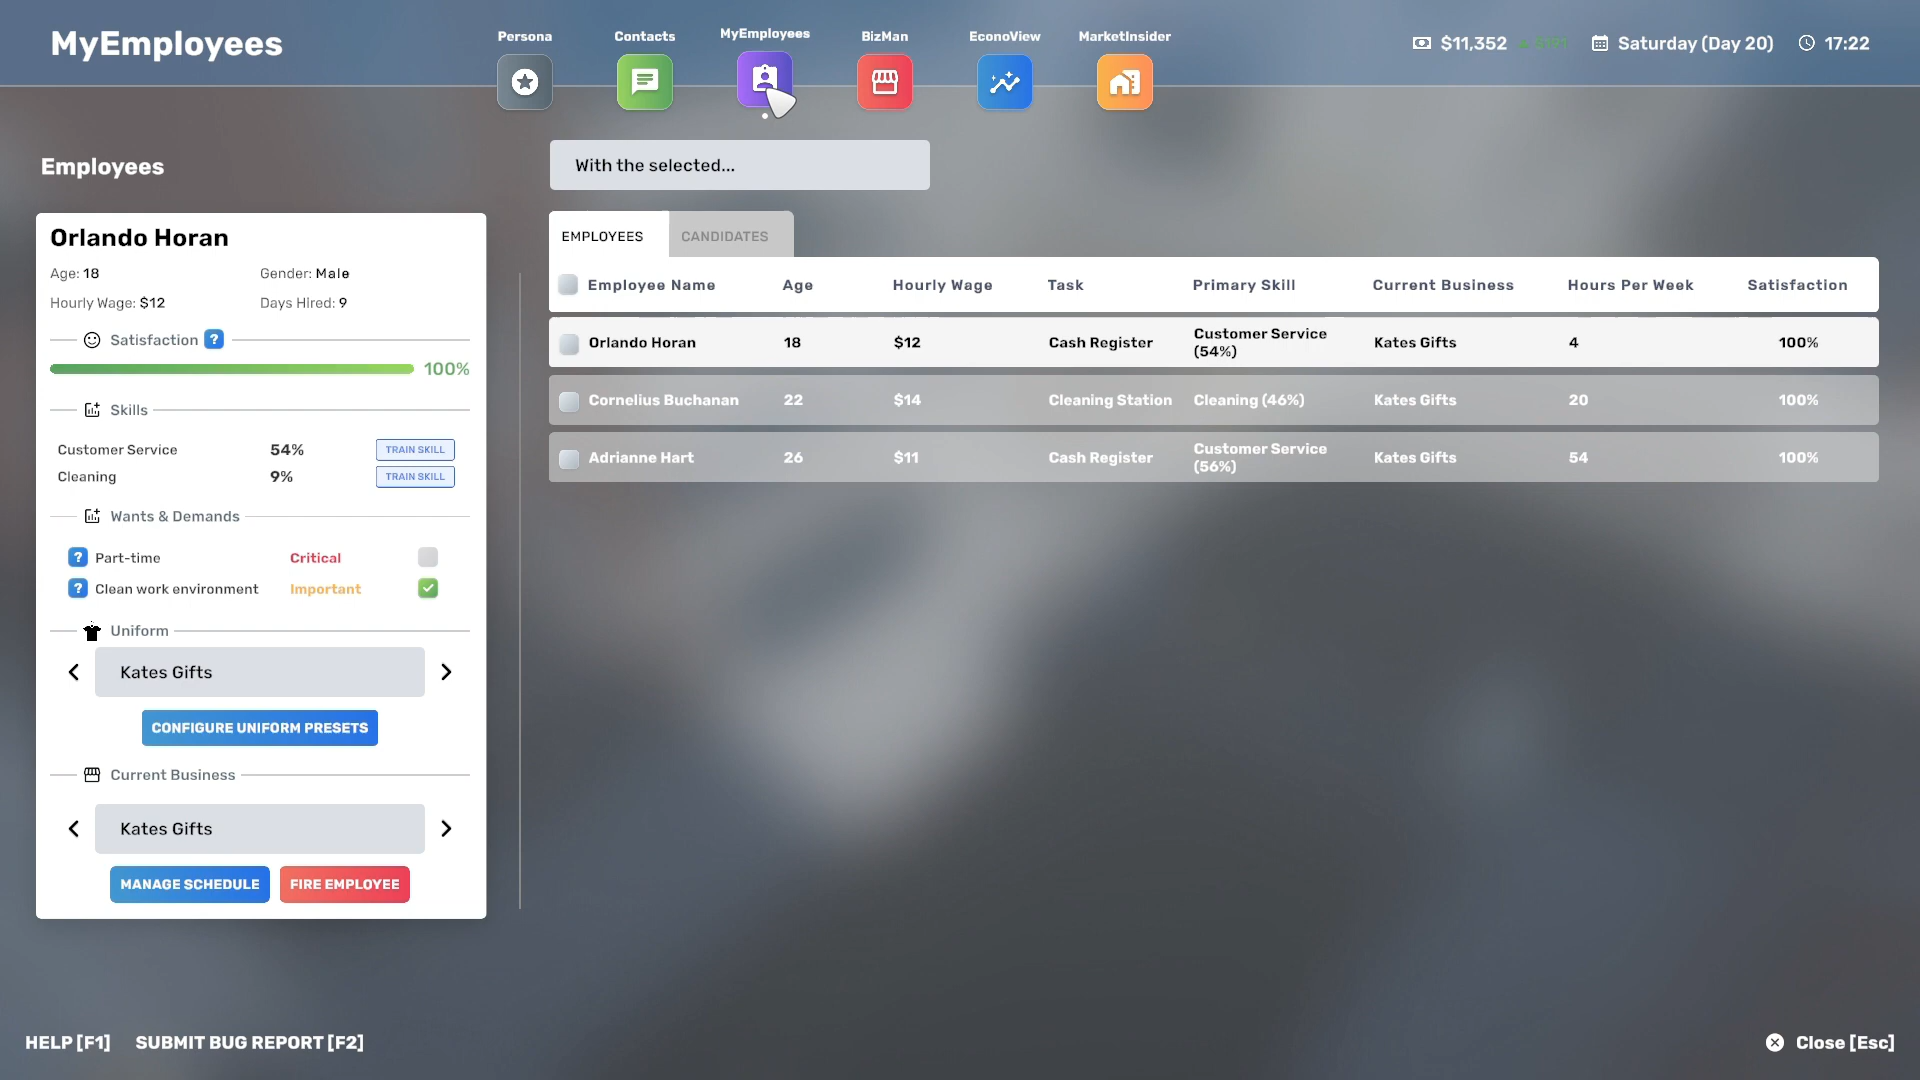 MyEmployees
Persona
Contacts
MyEmployees
BizMan
EconoView
MarketInsider
$11,352
$191
Saturday (Day 20)
17:22
Employees
With the selected...
Orlando Horan
Age: 18
Gender: Male
Hourly Wage: $12
Days HIred: 9
Satisfaction ?
100%
Skills
Customer Service 54% TRAIN SKILL
Cleaning 9% TRAIN SKILL
Wants & Demands
? Part-time Critical
? Clean work environment Important
Uniform
Kates Gifts
CONFIGURE UNIFORM PRESETS
Current Business
Kates Gifts
MANAGE SCHEDULE
FIRE EMPLOYEE
EMPLOYEES
CANDIDATES
Employee Name Age Hourly Wage Task Primary Skill Current Business Hours Per Week Satisfaction
Orlando Horan 18 $12 Cash Register Customer Service (54%) Kates Gifts 4 100%
Cornelius Buchanan 22 $14 Cleaning Station Cleaning (46%) Kates Gifts 20 100%
Adrianne Hart 26 $11 Cash Register Customer Service (56%) Kates Gifts 54 100%
HELP [F1]
SUBMIT BUG REPORT [F2]
Close [Esc]